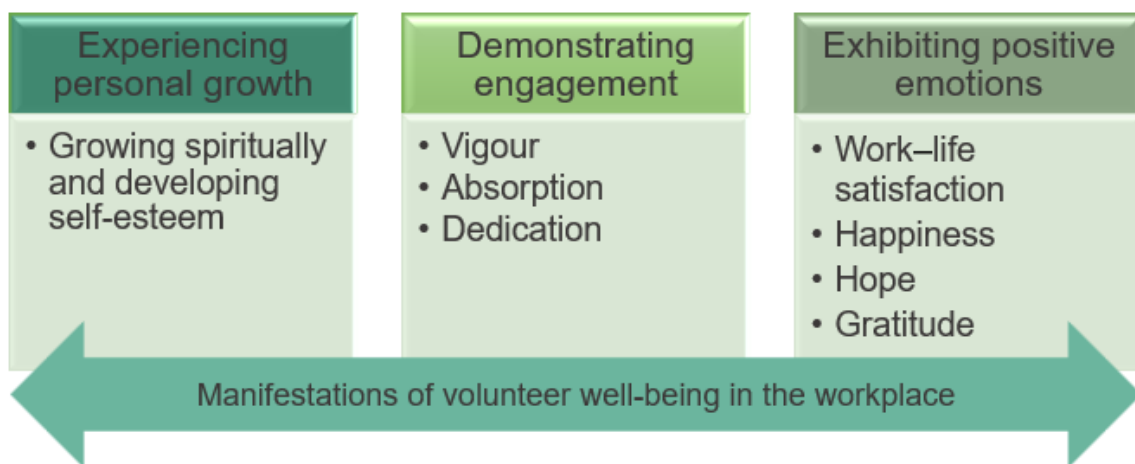 Experiencing
personal growth
• Growing spiritually
and developing
self-esteem
Demonstrating
engagement
• Vigour
• Absorption
• Dedication
Exhibiting positive
emotions
• Work–life
satisfaction
• Happiness
• Hope
• Gratitude
Manifestations of volunteer well-being in the workplace